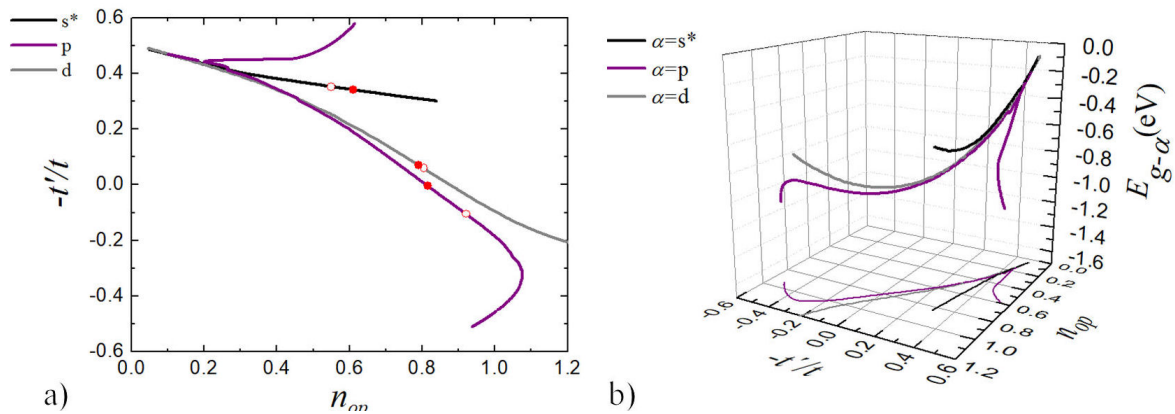 s*
p
d
-t'/t
0.6
0.4
0.2
0.0
-0.2
-0.4
-0.6
0.0 0.2 0.4 0.6 0.8 1.0 1.2
n_op
a)
α=s*
α=p
α=d
0.0
-0.2
-0.4
-0.6
-0.8
-1.0
-1.2
-1.4
-1.6
E g-α (eV)
0.0
0.2
0.4
0.6
0.8
1.0
1.2
n_op
-0.6 -0.4 -0.2 0.0 0.2 0.4 0.6
-t'/t
b)